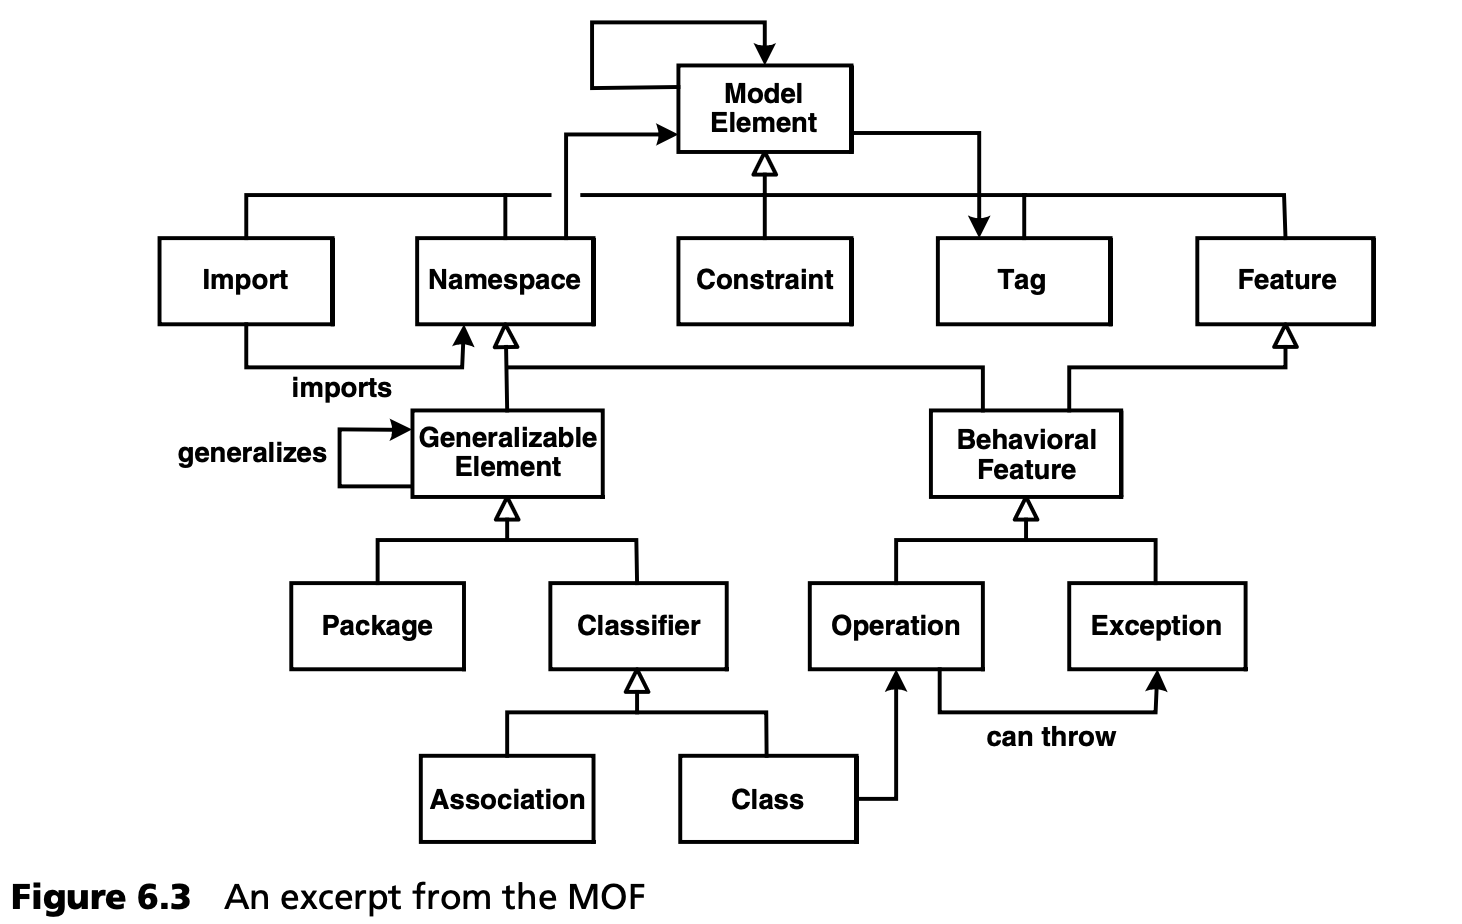 Model
Element
Import
Namespace
Constraint
Tag
Feature
imports
generalizes
Generalizable
Element
Behavioral
Feature
Package
Classifier
Operation
Exception
can throw
Association
Class
Figure 6.3 An excerpt from the MOF